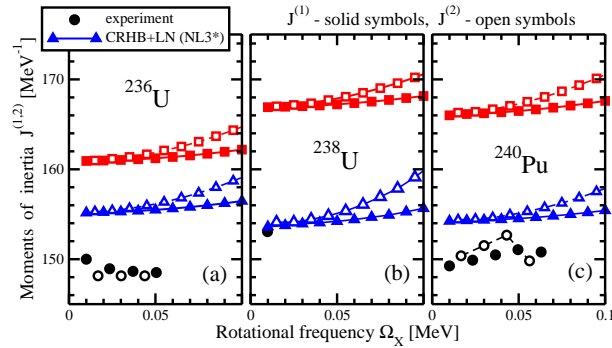 J(1) - solid symbols, J(2) - open symbols
experiment
CRHB+LN (NL3*)
Moments of inertia J(1,2) [MeV-1]
170
160
150
140
236U
(a)
238U
(b)
240Pu
(c)
0 0.05 0 0.05 0 0.05 0.1
Rotational frequency ΩX [MeV]